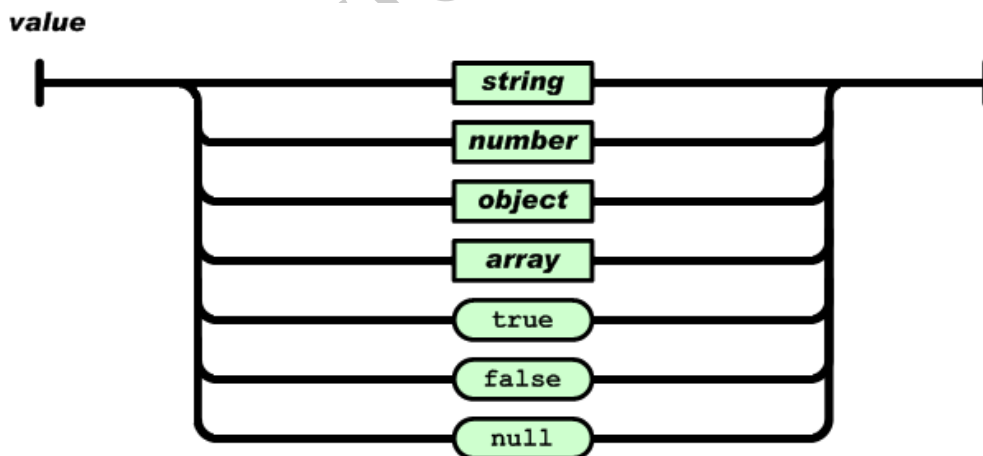 value
string
number
object
array
true
false
null